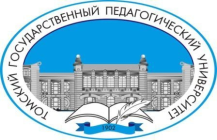 ТОМСКИЙ ГОСУДАРСТВЕННЫЙ ПЕДАГОГИЧЕСКИЙ УНИВЕРСИТЕТ
1902